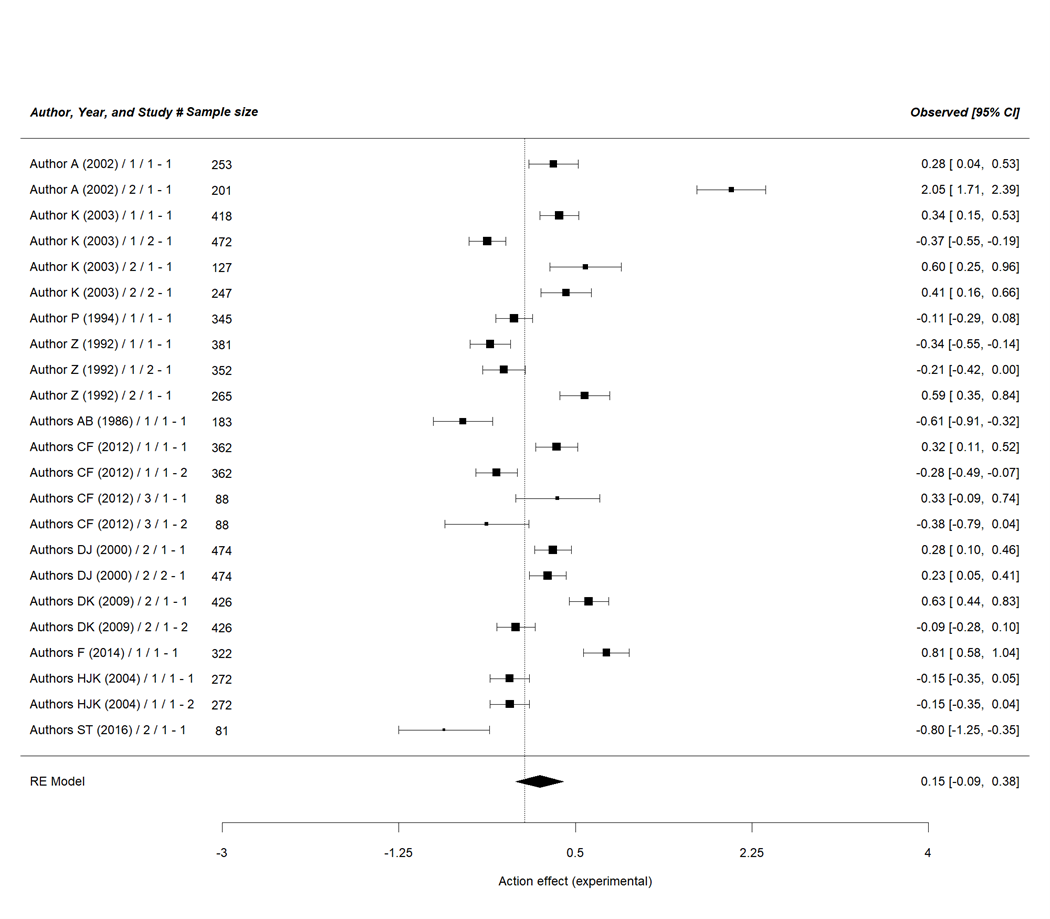 Author, Year, and Study # Sample size Observed [95% CI]
Author A (2002) / 1 / 1 - 1 253 0.28 [ 0.04, 0.53]
Author A (2002) / 2 / 1 - 1 201 2.05 [ 1.71, 2.39]
Author K (2003) / 1 / 1 - 1 418 0.34 [ 0.15, 0.53]
Author K (2003) / 1 / 2 - 1 472 -0.37 [-0.55, -0.19]
Author K (2003) / 2 / 1 - 1 127 0.60 [ 0.25, 0.96]
Author K (2003) / 2 / 2 - 1 247 0.41 [ 0.16, 0.66]
Author P (1994) / 1 / 1 - 1 345 -0.11 [-0.29, 0.08]
Author Z (1992) / 1 / 1 - 1 381 -0.34 [-0.55, -0.14]
Author Z (1992) / 1 / 2 - 1 352 -0.21 [-0.42, 0.00]
Author Z (1992) / 2 / 1 - 1 265 0.59 [ 0.35, 0.84]
Authors AB (1986) / 1 / 1 - 1 183 -0.61 [-0.91, -0.32]
Authors CF (2012) / 1 / 1 - 1 362 0.32 [ 0.11, 0.52]
Authors CF (2012) / 1 / 1 - 2 362 -0.28 [-0.49, -0.07]
Authors CF (2012) / 3 / 1 - 1 88 0.33 [-0.09, 0.74]
Authors CF (2012) / 3 / 1 - 2 88 -0.38 [-0.79, 0.04]
Authors DJ (2000) / 2 / 1 - 1 474 0.28 [ 0.10, 0.46]
Authors DJ (2000) / 2 / 2 - 1 474 0.23 [ 0.05, 0.41]
Authors DK (2009) / 2 / 1 - 1 426 0.63 [ 0.44, 0.83]
Authors DK (2009) / 2 / 1 - 2 426 -0.09 [-0.28, 0.10]
Authors F (2014) / 1 / 1 - 1 322 0.81 [ 0.58, 1.04]
Authors HJK (2004) / 1 / 1 - 1 272 -0.15 [-0.35, 0.05]
Authors HJK (2004) / 1 / 1 - 2 272 -0.15 [-0.35, 0.04]
Authors ST (2016) / 2 / 1 - 1 81 -0.80 [-1.25, -0.35]
RE Model 0.15 [-0.09, 0.38]
-3 -1.25 0.5 2.25 4
Action effect (experimental)